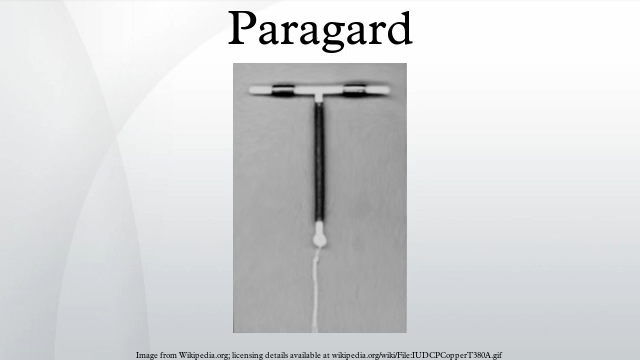 Paragard
Image from Wikipedia.org; licensing details available at wikipedia.org/wiki/File:IUDCPCopperT380A.gif